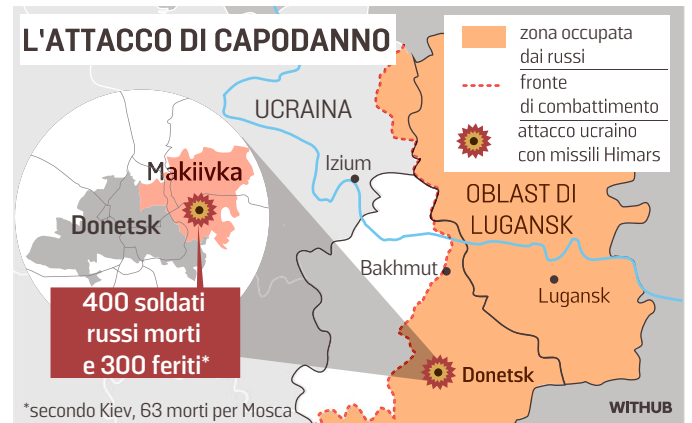 L'ATTACCO DI CAPODANNO
zona occupata
dai russi
fronte
di combattimento
attacco ucraino
con missili Himars
UCRAINA
Izium
Makiivka
Donetsk
OBLAST DI
LUGANSK
Bakhmut
Lugansk
400 soldati
russi morti
e 300 feriti*
Donetsk
*secondo Kiev, 63 morti per Mosca
WITHUB